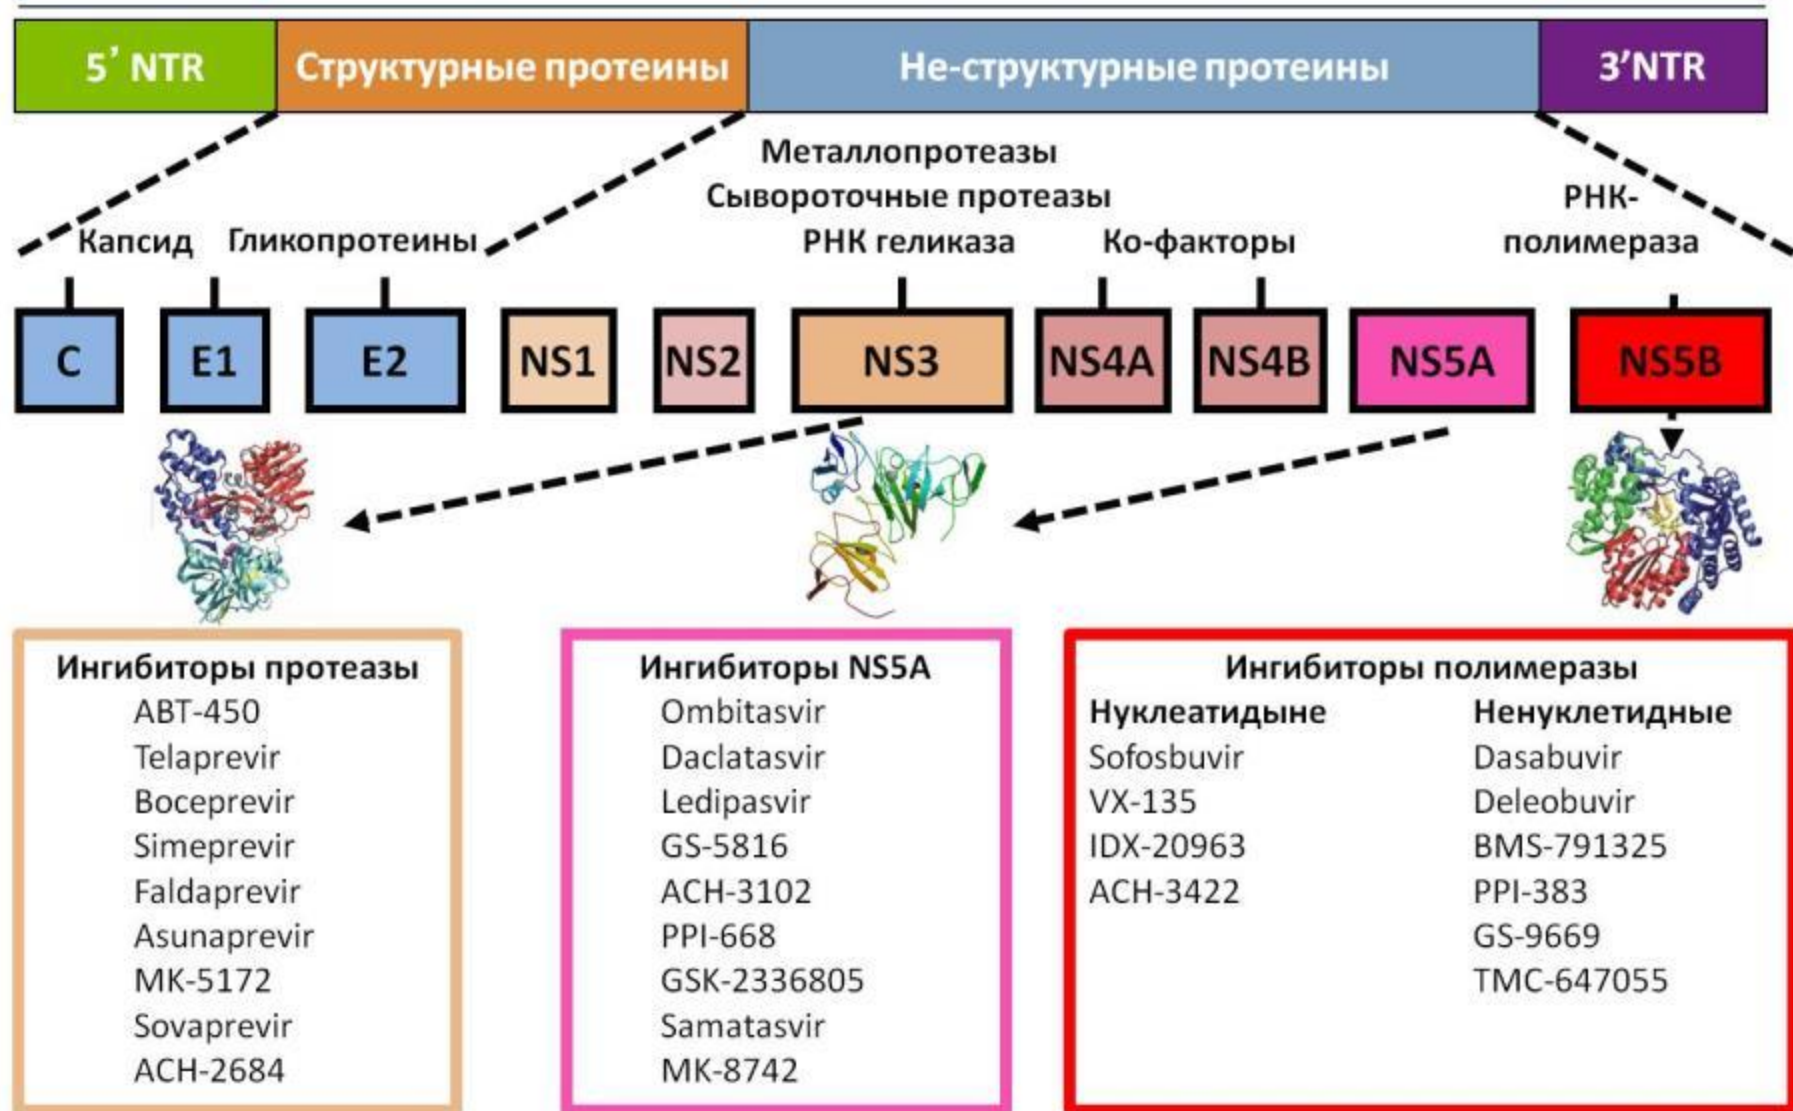 5' NTR
Структурные протеины
Не-структурные протеины
3'NTR
Металлопротеазы
Сывороточные протеазы
РНК геликаза
Капсид
Гликопротеины
Ко-факторы
РНК-
полимераза
C
E1
E2
NS1
NS2
NS3
NS4A
NS4B
NS5A
NS5B
Ингибиторы протеазы
ABT-450
Telaprevir
Boceprevir
Simeprevir
Faldaprevir
Asunaprevir
MK-5172
Sovaprevir
ACH-2684
Ингибиторы NS5A
Ombitasvir
Daclatasvir
Ledipasvir
GS-5816
ACH-3102
PPI-668
GSK-2336805
Samatasvir
MK-8742
Ингибиторы полимеразы
Нуклеатидыне
Sofosbuvir
VX-135
IDX-20963
ACH-3422
Ненуклетидные
Dasabuvir
Deleobuvir
BMS-791325
PPI-383
GS-9669
TMC-647055